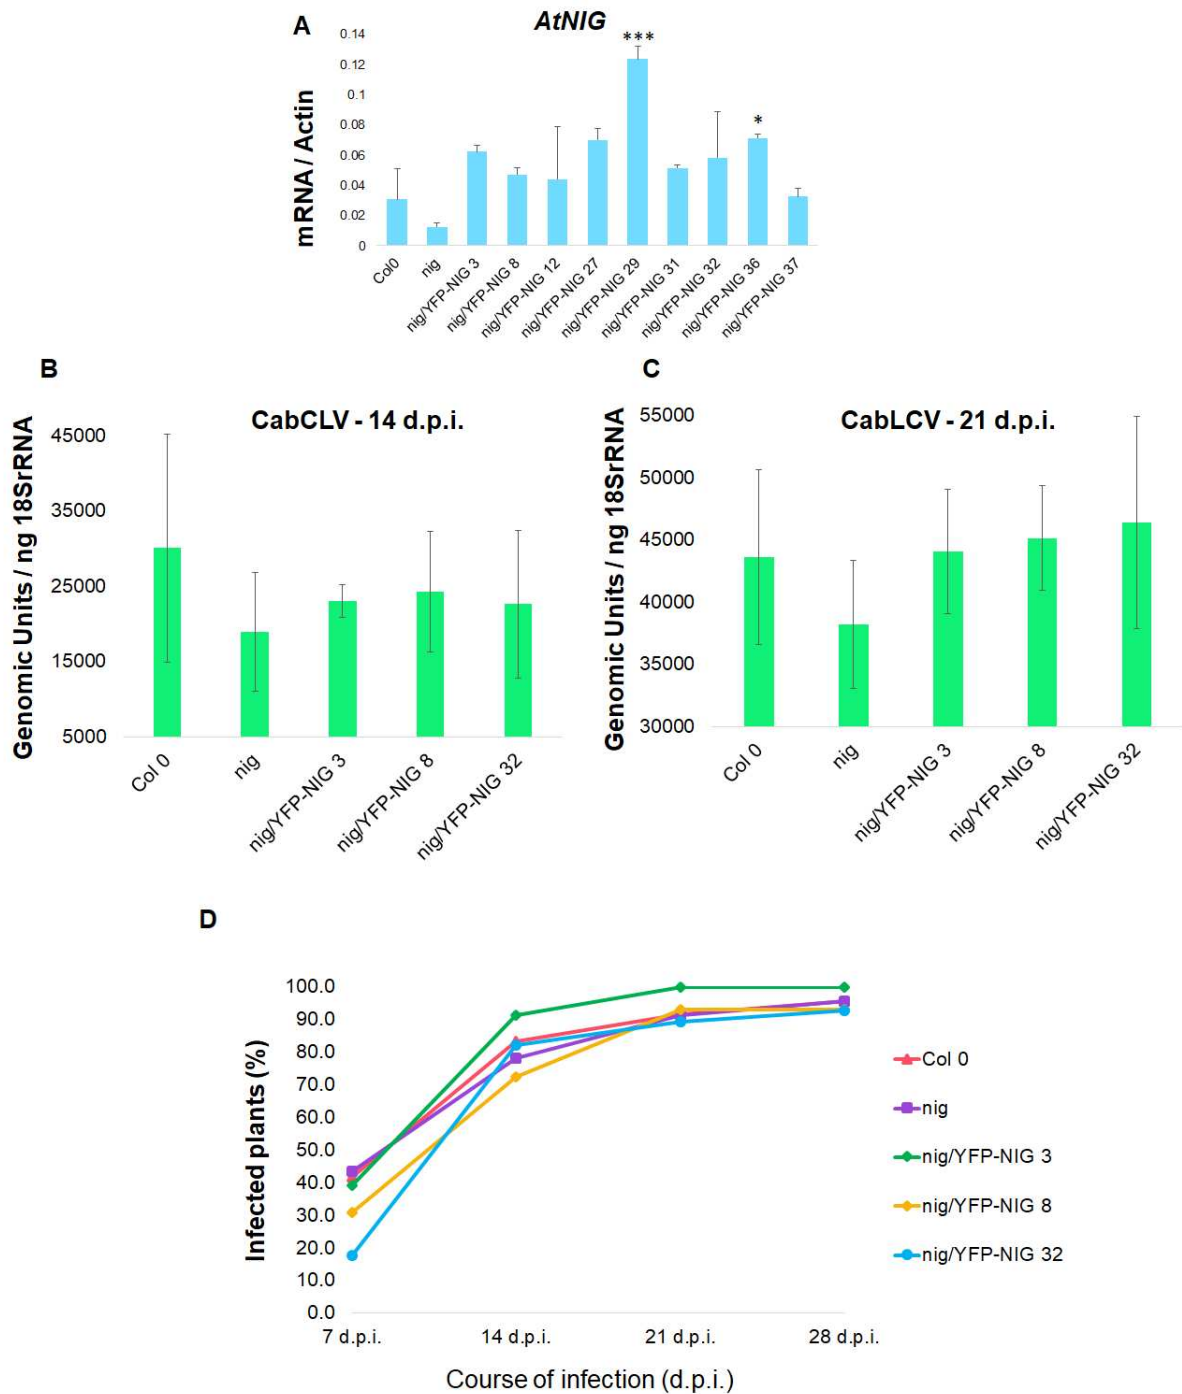 A
AtNIG
mRNA / Actin
0.14
0.12
0.1
0.08
0.06
0.04
0.02
0
***
*
Col0
nig
nig/YFP-NIG 3
nig/YFP-NIG 8
nig/YFP-NIG 12
nig/YFP-NIG 27
nig/YFP-NIG 29
nig/YFP-NIG 31
nig/YFP-NIG 32
nig/YFP-NIG 36
nig/YFP-NIG 37
B
CabCLV - 14 d.p.i.
Genomic Units / ng 18SrRNA
45000
35000
25000
15000
5000
Col 0
nig
nig/YFP-NIG 3
nig/YFP-NIG 8
nig/YFP-NIG 32
C
CabLCV - 21 d.p.i.
Genomic Units / ng 18SrRNA
55000
50000
45000
40000
35000
30000
Col 0
nig
nig/YFP-NIG 3
nig/YFP-NIG 8
nig/YFP-NIG 32
D
Infected plants (%)
100.0
90.0
80.0
70.0
60.0
50.0
40.0
30.0
20.0
10.0
0.0
7 d.p.i.
14 d.p.i.
21 d.p.i.
28 d.p.i.
Course of infection (d.p.i.)
Col 0
nig
nig/YFP-NIG 3
nig/YFP-NIG 8
nig/YFP-NIG 32